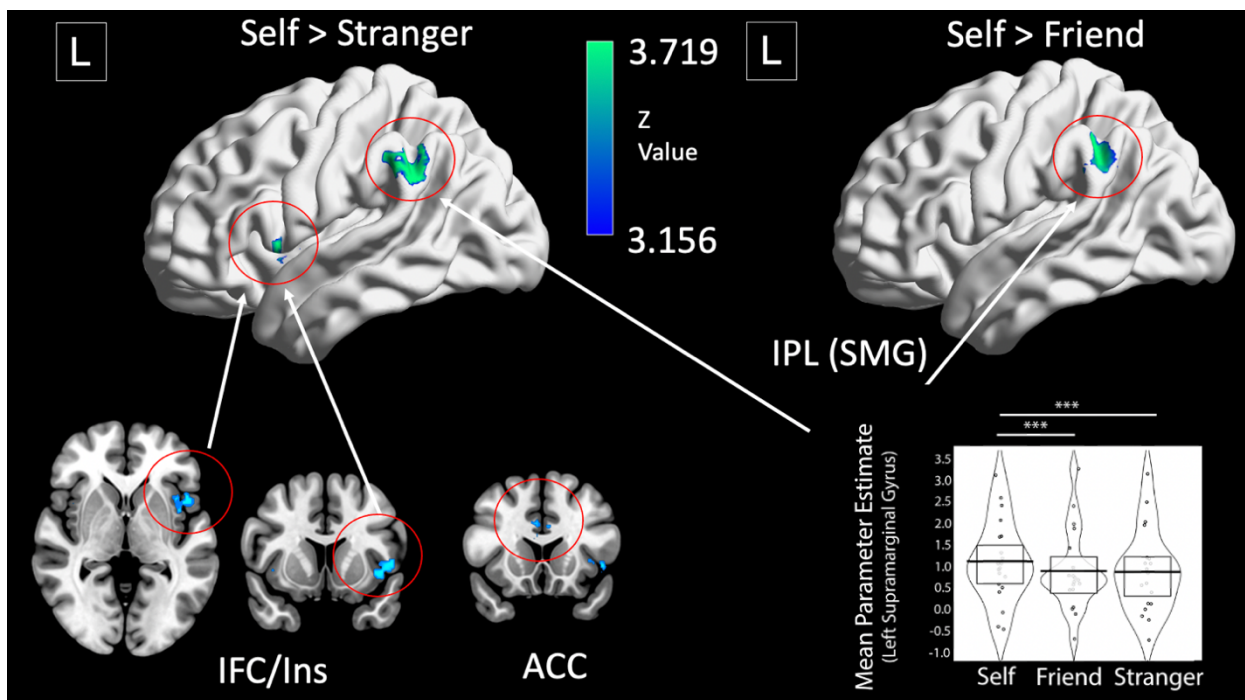 L
Self > Stranger
3.719
Z
Value
3.156
L
Self > Friend
IPL (SMG)
IFC/Ins
ACC
***
***
Mean Parameter Estimate
(Left Supramarginal Gyrus)
3.5
3.0
2.5
2.0
1.5
1.0
0.5
0.0
-0.5
-1.0
Self
Friend
Stranger